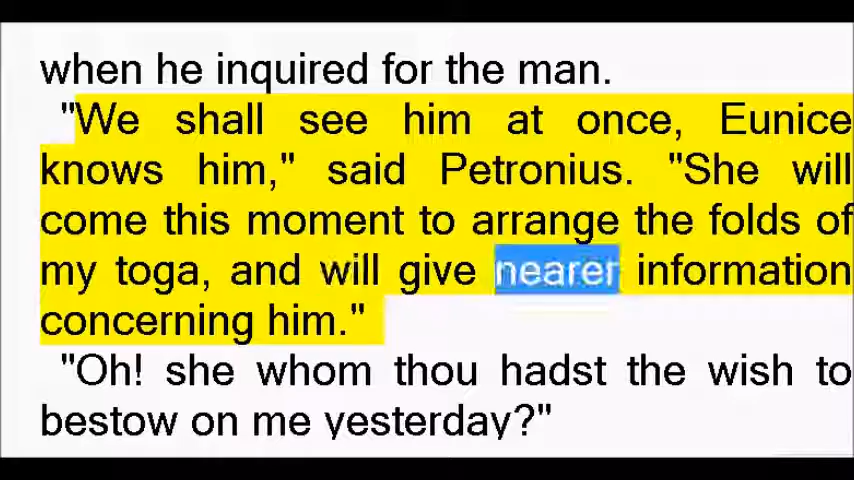 when he inquired for the man.
"We shall see him at once, Eunice
knows him," said Petronius. "She will
come this moment to arrange the folds of
my toga, and will give nearer information
concerning him."
"Oh! she whom thou hadst the wish to
bestow on me yesterday?"